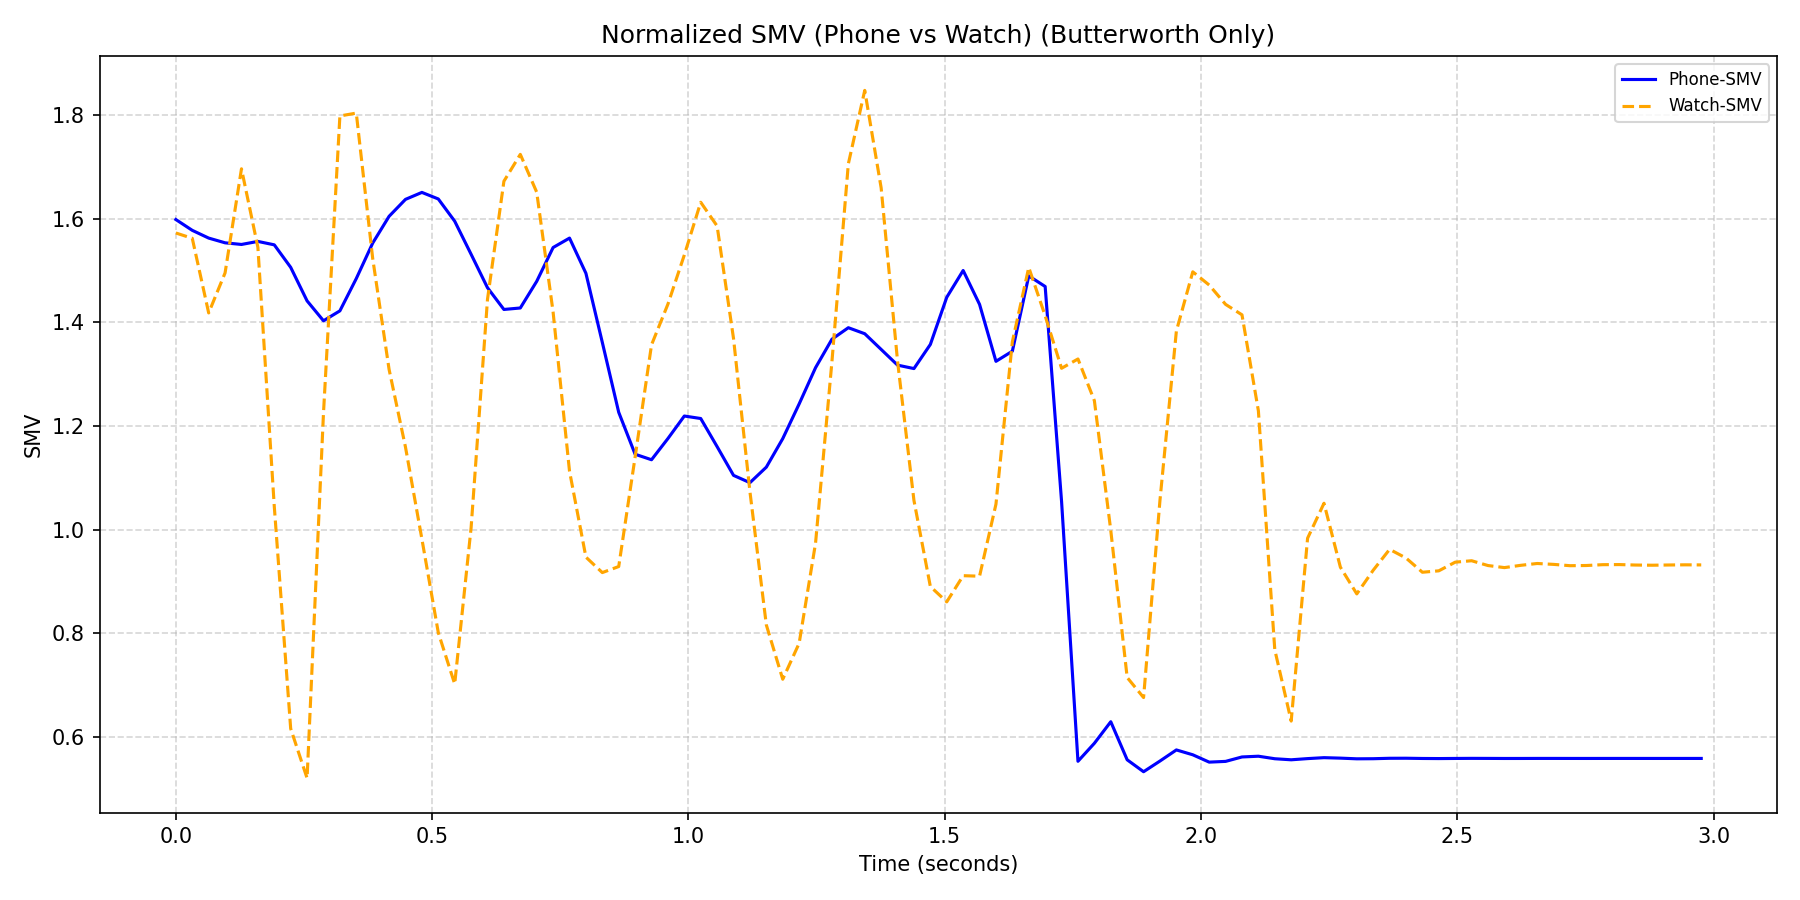 Normalized SMV (Phone vs Watch) (Butterworth Only)
Phone-SMV
Watch-SMV
SMV
1.8
1.6
1.4
1.2
1.0
0.8
0.6
0.0 0.5 1.0 1.5 2.0 2.5 3.0
Time (seconds)